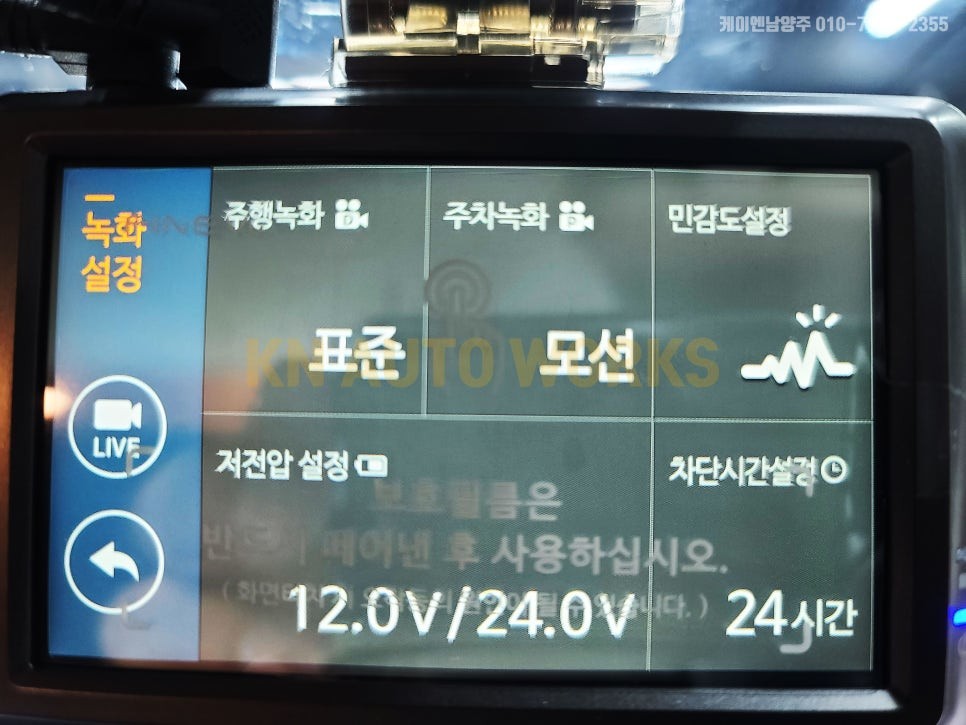 케이엔남양주
녹화
설정
주행녹화
표준
주차녹화
모션
민감도설정
KN AUTO WORKS
LIVE
저전압 설정
12.0V/24.0V
차단시간설정
24시간
보호필름은
반드시 떼어낸 후 사용하십시오.